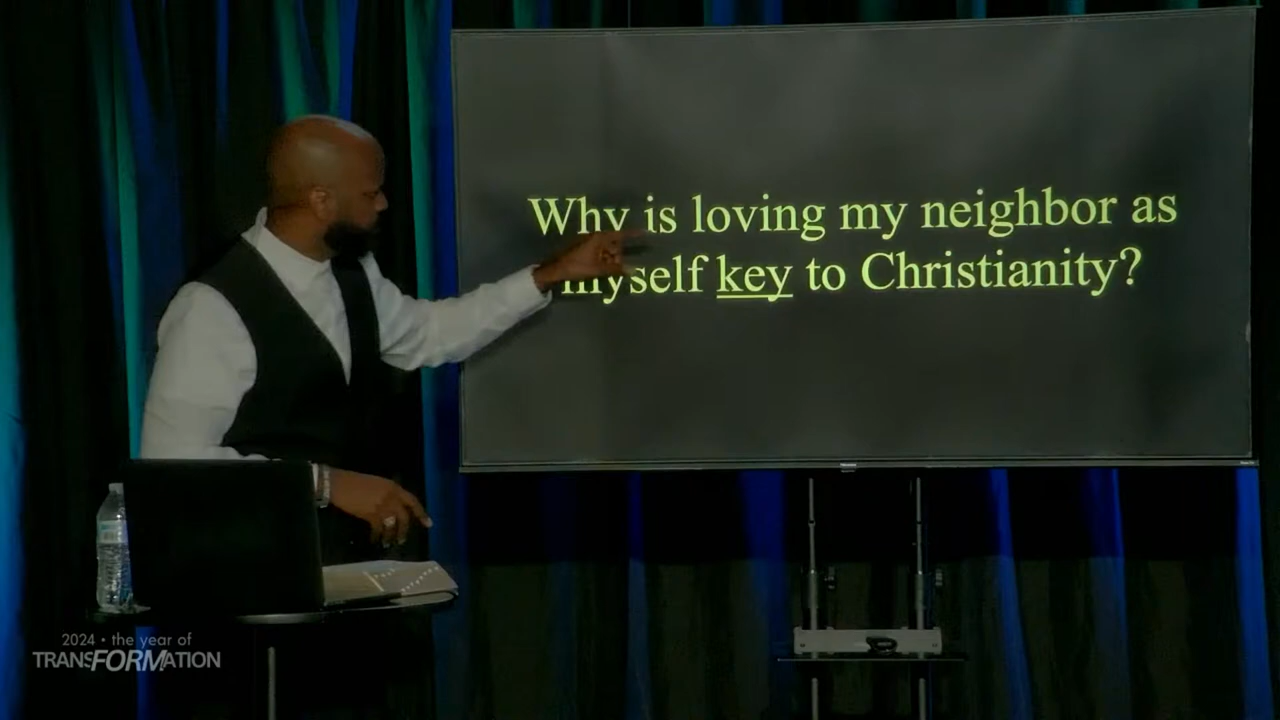 Why is loving my neighbor as
myself key to Christianity?
2024 • the year of
TRANSFORMATION